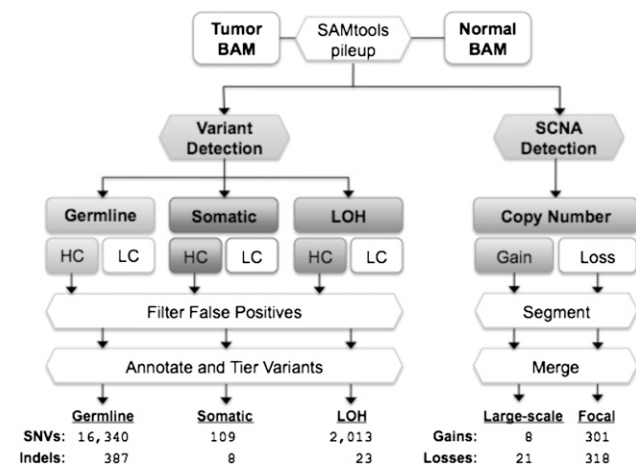 Tumor BAM
SAMtools pileup
Normal BAM
Variant Detection
SCNA Detection
Germline
Somatic
LOH
Copy Number
HC
LC
HC
LC
HC
LC
Gain
Loss
Filter False Positives
Segment
Annotate and Tier Variants
Merge
Germline Somatic LOH Large-scale Focal
SNVs: 16,340 109 2,013 Gains: 8 301
Indels: 387 8 23 Losses: 21 318